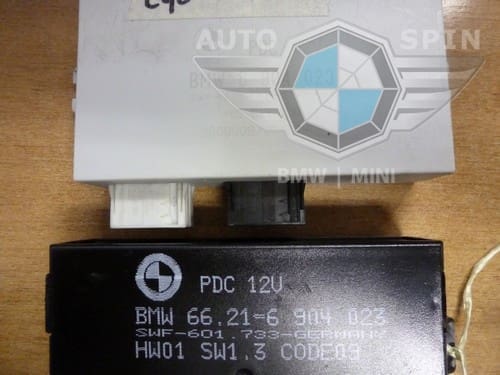 AUTO SPIN
BMW | MINI
PDC 12V
BMW 66.21-6 904 023
SWF-601.733-GERMANY
HW01 SW1.3 CODE09